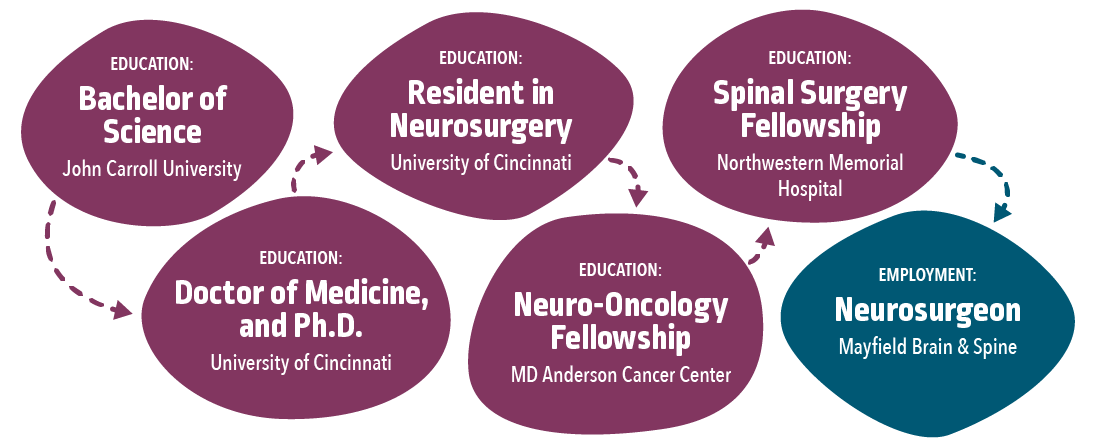 EDUCATION:
Bachelor of
Science
John Carroll University
EDUCATION:
Doctor of Medicine,
and Ph.D.
University of Cincinnati
EDUCATION:
Resident in
Neurosurgery
University of Cincinnati
EDUCATION:
Neuro-Oncology
Fellowship
MD Anderson Cancer Center
EDUCATION:
Spinal Surgery
Fellowship
Northwestern Memorial
Hospital
EMPLOYMENT:
Neurosurgeon
Mayfield Brain & Spine